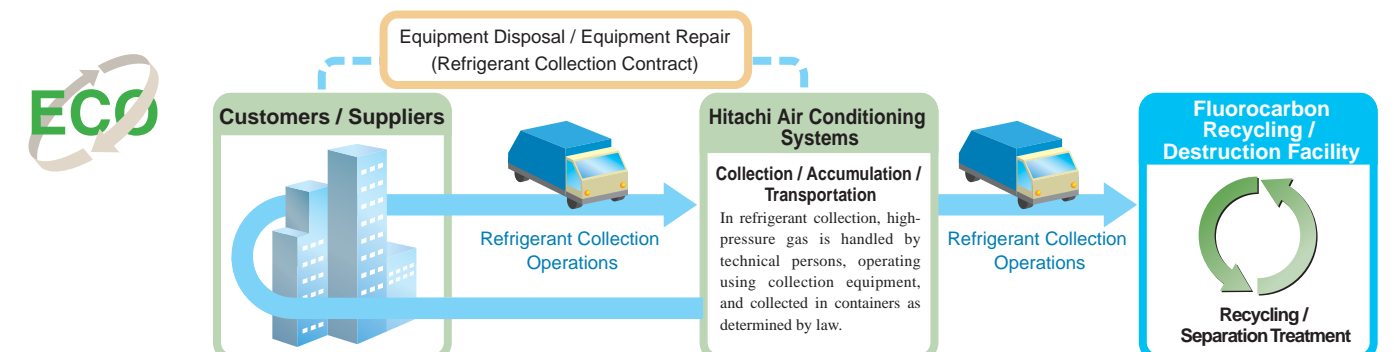 ECO
Equipment Disposal / Equipment Repair
(Refrigerant Collection Contract)
Customers / Suppliers
Refrigerant Collection
Operations
Hitachi Air Conditioning
Systems
Collection / Accumulation /
Transportation
In refrigerant collection, high-
pressure gas is handled by
technical persons, operating
using collection equipment,
and collected in containers as
determined by law.
Refrigerant Collection
Operations
Fluorocarbon
Recycling /
Destruction Facility
Recycling /
Separation Treatment